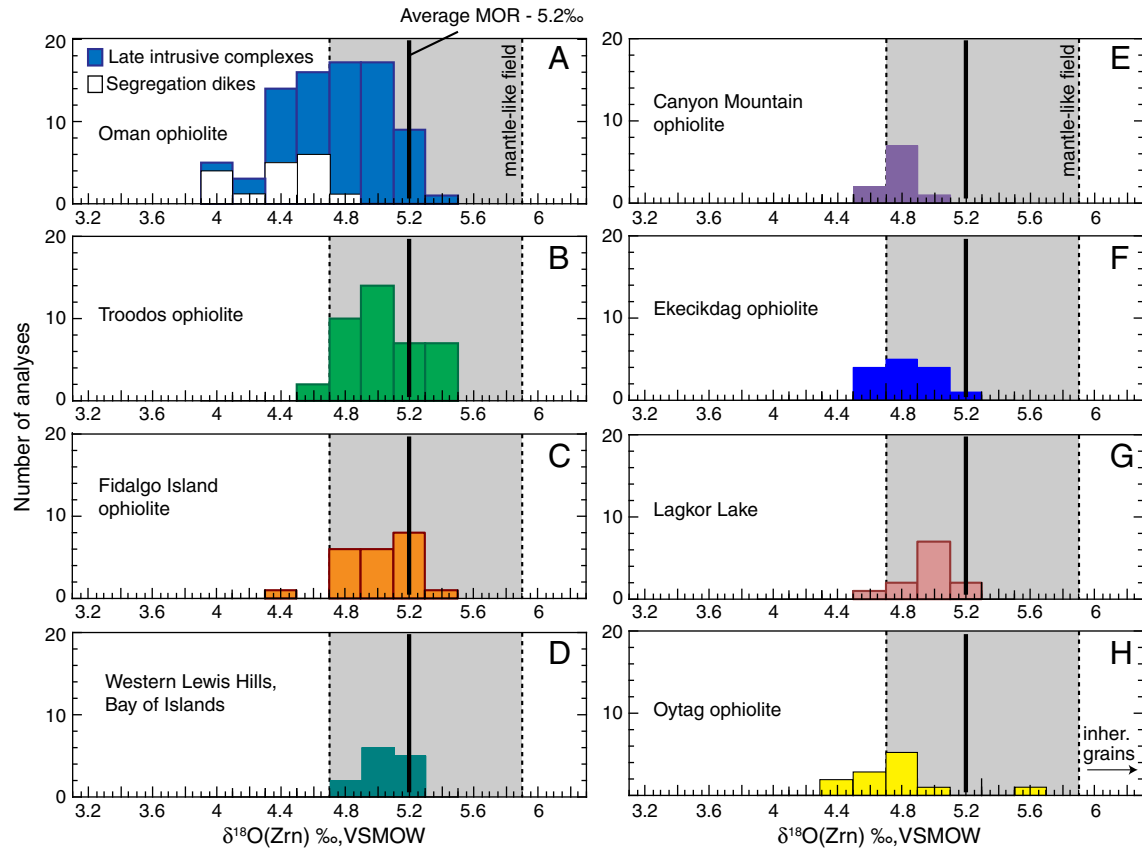 Average MOR - 5.2‰
20
10
0
A
Late intrusive complexes
Segregation dikes
Oman ophiolite
mantle-like field
3.2 3.6 4 4.4 4.8 5.2 5.6 6
20
10
0
B
Troodos ophiolite
3.2 3.6 4 4.4 4.8 5.2 5.6 6
20
10
0
C
Fidalgo Island
ophiolite
3.2 3.6 4 4.4 4.8 5.2 5.6 6
20
10
0
D
Western Lewis Hills,
Bay of Islands
3.2 3.6 4 4.4 4.8 5.2 5.6 6
Number of analyses
δ18O(Zrn) ‰,VSMOW
E
Canyon Mountain
ophiolite
mantle-like field
3.2 3.6 4 4.4 4.8 5.2 5.6 6
20
10
0
F
Ekecikdag ophiolite
3.2 3.6 4 4.4 4.8 5.2 5.6 6
20
10
0
G
Lagkor Lake
3.2 3.6 4 4.4 4.8 5.2 5.6 6
20
10
H
Oytag ophiolite
inher.
grains
3.2 3.6 4 4.4 4.8 5.2 5.6 6
δ18O(Zrn) ‰,VSMOW